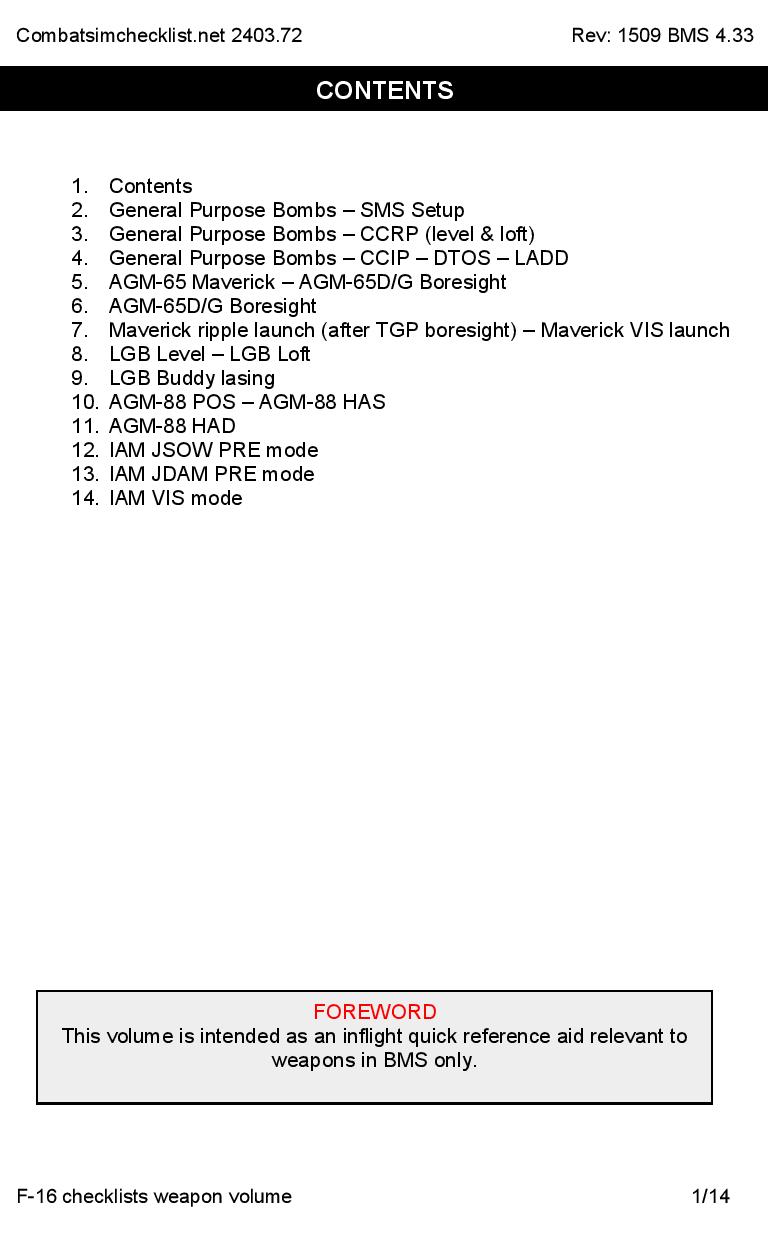 Combatsimchecklist.net 2403.72 Rev: 1509 BMS 4.33
CONTENTS
1. Contents
2. General Purpose Bombs – SMS Setup
3. General Purpose Bombs – CCRP (level & loft)
4. General Purpose Bombs – CCIP – DTOS – LADD
5. AGM-65 Maverick – AGM-65D/G Boresight
6. AGM-65D/G Boresight
7. Maverick ripple launch (after TGP boresight) – Maverick VIS launch
8. LGB Level – LGB Loft
9. LGB Buddy lasing
10. AGM-88 POS – AGM-88 HAS
11. AGM-88 HAD
12. IAM JSOW PRE mode
13. IAM JDAM PRE mode
14. IAM VIS mode
FOREWORD
This volume is intended as an inflight quick reference aid relevant to
weapons in BMS only.
F-16 checklists weapon volume 1/14